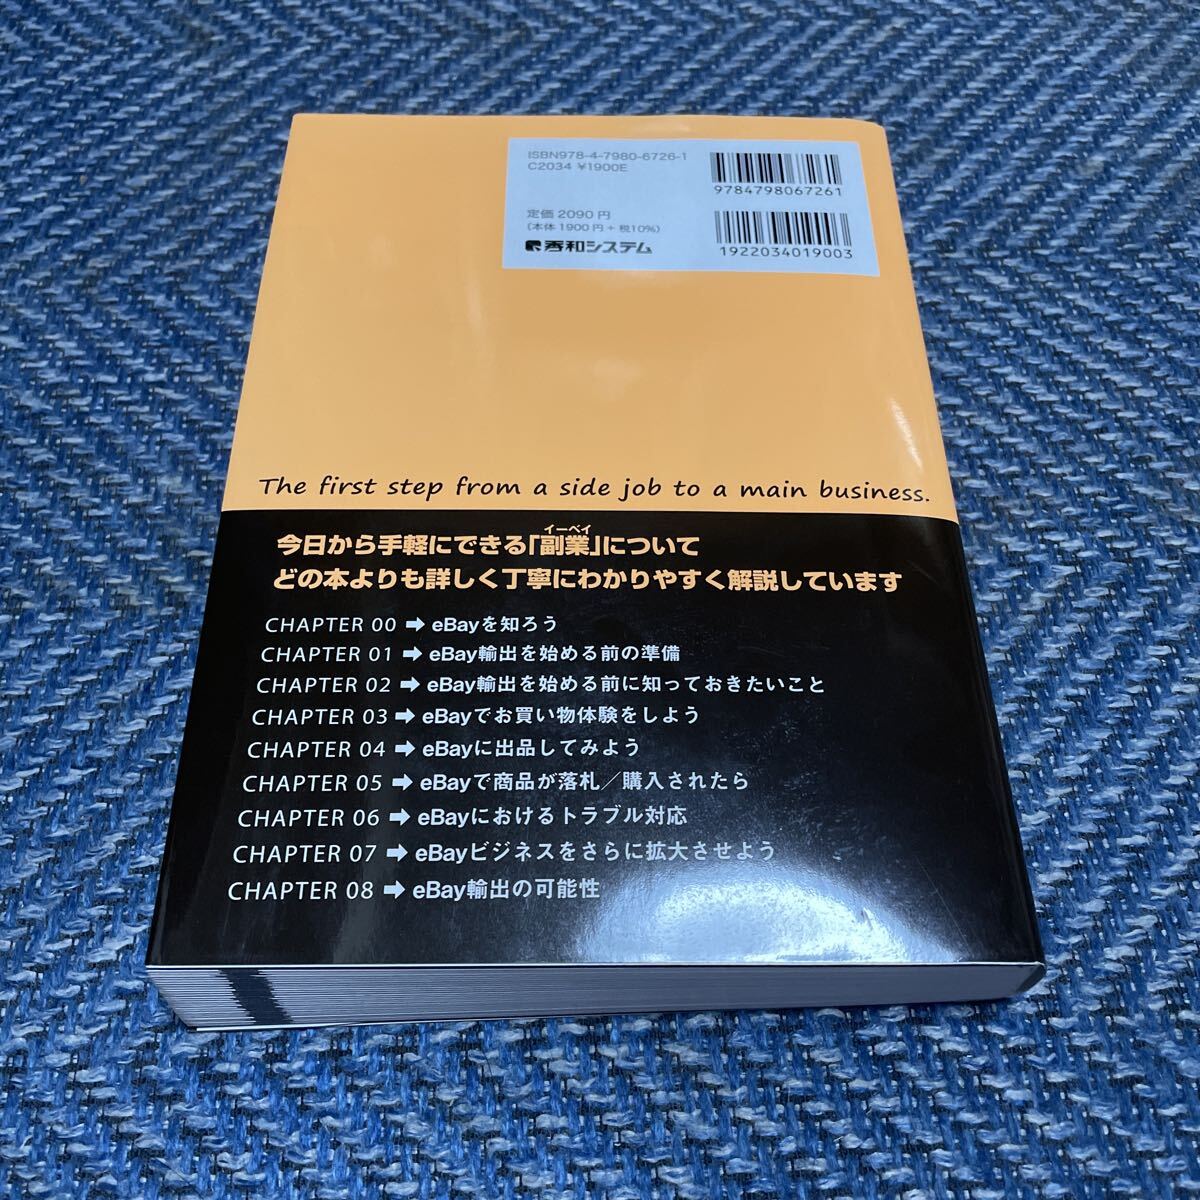 ISBN978-4-7980-6726-1
C2034 ¥1900E
9784798067261
定価 2090 円
(本体 1900 円 + 税10%)
秀和システム
1922034019003
The first step from a side job to a main business.
イーベイ
今日から手軽にできる「副業」について
どの本よりも詳しく丁寧にわかりやすく解説しています
CHAPTER 00 ➡ eBayを知ろう
CHAPTER 01 ➡ eBay輸出を始める前の準備
CHAPTER 02 ➡ eBay輸出を始める前に知っておきたいこと
CHAPTER 03 ➡ eBayでお買い物体験をしよう
CHAPTER 04 ➡ eBayに出品してみよう
CHAPTER 05 ➡ eBayで商品が落札／購入されたら
CHAPTER 06 ➡ eBayにおけるトラブル対応
CHAPTER 07 ➡ eBayビジネスをさらに拡大させよう
CHAPTER 08 ➡ eBay輸出の可能性